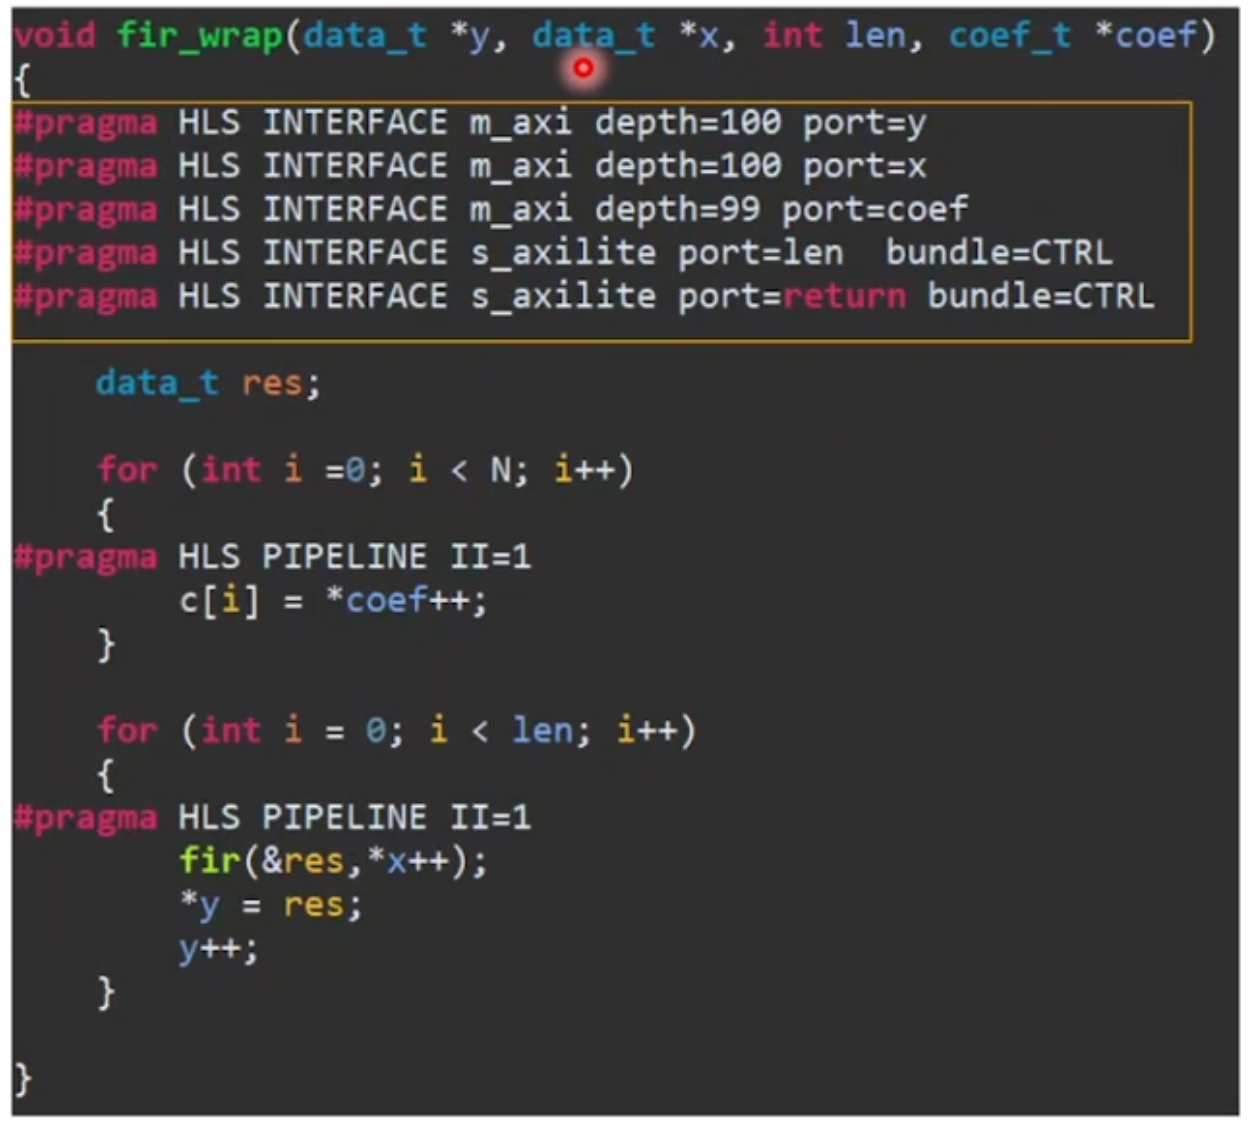 void fir_wrap(data_t *y, data_t *x, int len, coef_t *coef)
{
#pragma HLS INTERFACE m_axi depth=100 port=y
#pragma HLS INTERFACE m_axi depth=100 port=x
#pragma HLS INTERFACE m_axi depth=99 port=coef
#pragma HLS INTERFACE s_axilite port=len  bundle=CTRL
#pragma HLS INTERFACE s_axilite port=return bundle=CTRL
    data_t res;
    for (int i =0; i < N; i++)
    {
#pragma HLS PIPELINE II=1
        c[i] = *coef++;
    }
    for (int i = 0; i < len; i++)
    {
#pragma HLS PIPELINE II=1
        fir(&res,*x++);
        *y = res;
        y++;
    }
}